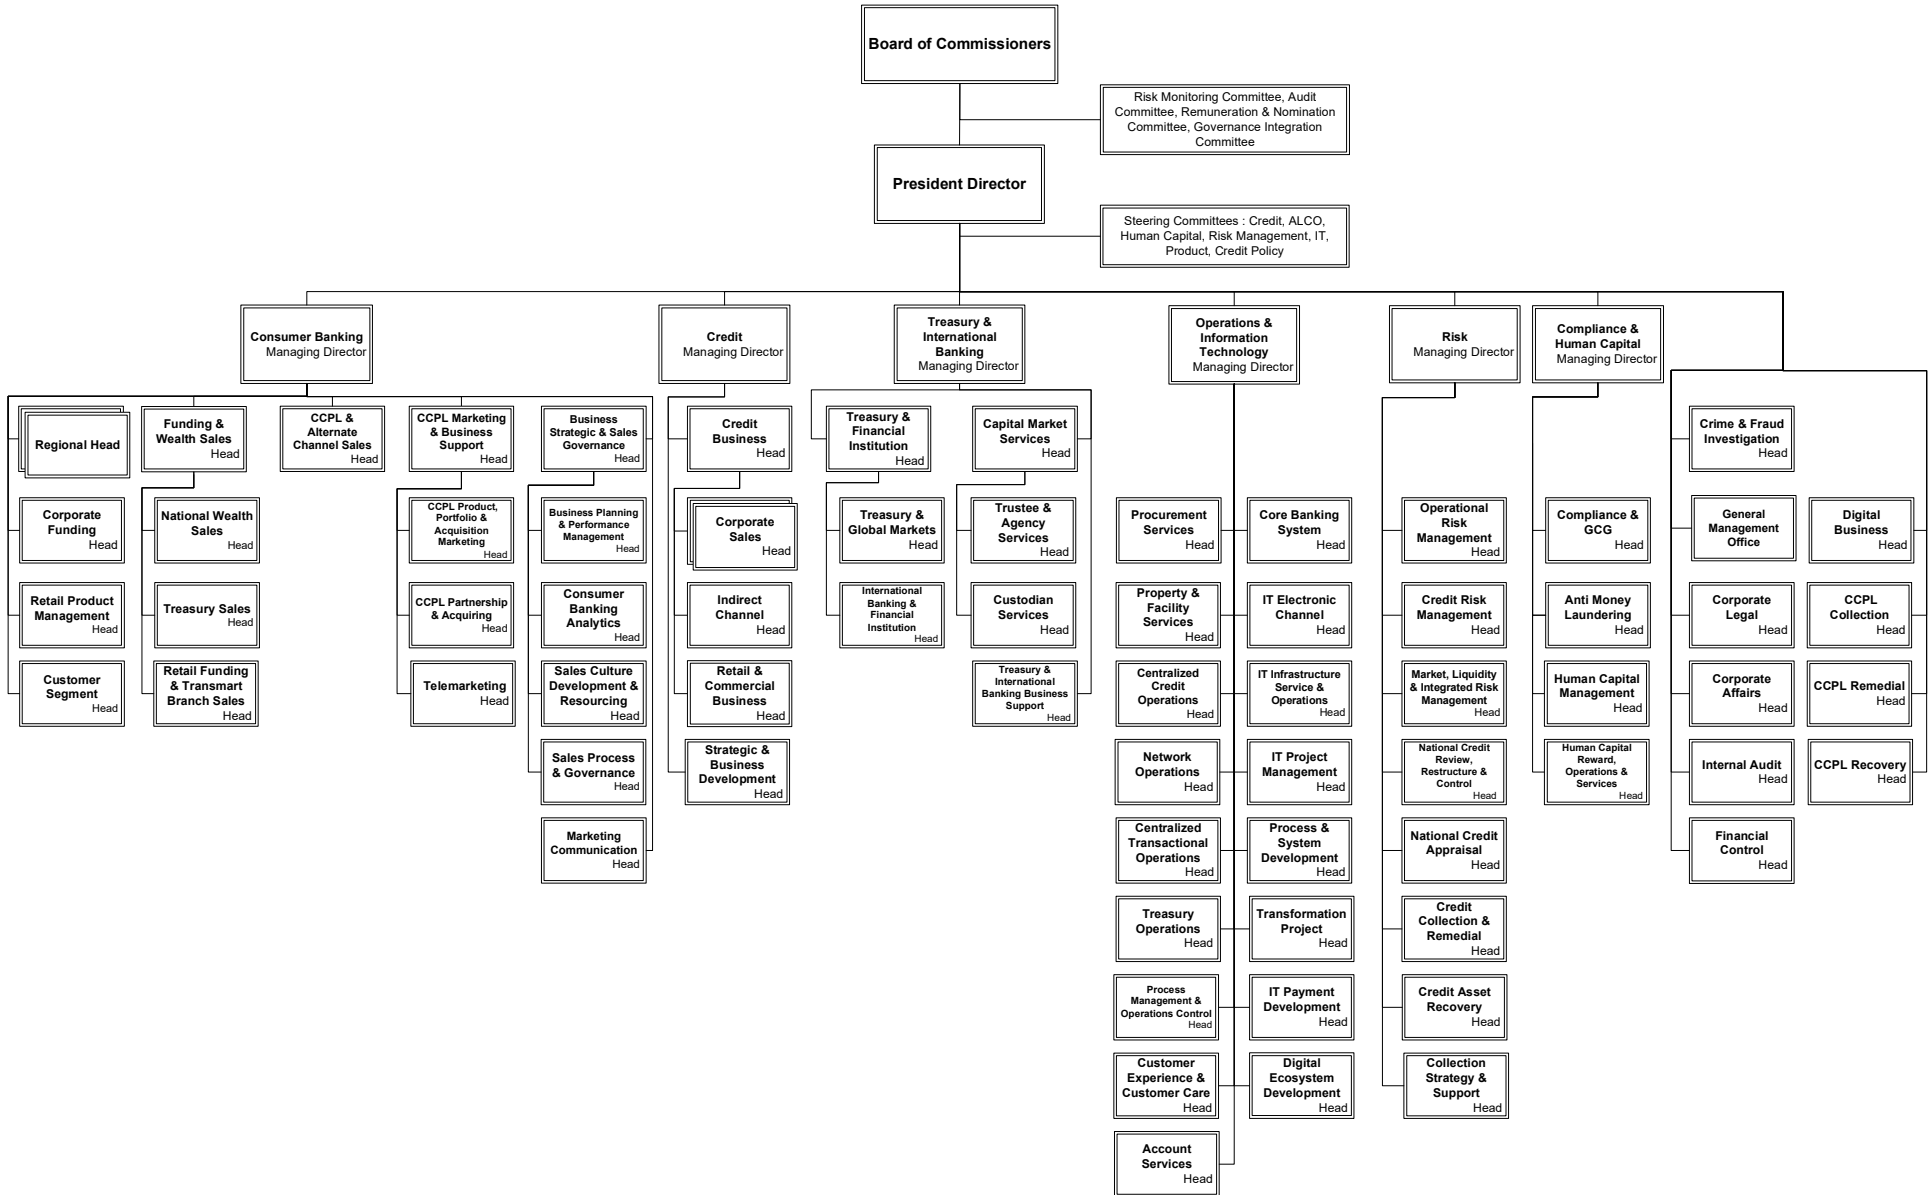 Board of Commissioners
Risk Monitoring Committee, Audit
Committee, Remuneration & Nomination
Committee, Governance Integration
Committee
President Director
Steering Committees : Credit, ALCO,
Human Capital, Risk Management, IT,
Product, Credit Policy
Consumer Banking
Managing Director
Credit
Managing Director
Treasury &
International
Banking
Managing Director
Operations &
Information
Technology
Managing Director
Risk
Managing Director
Compliance &
Human Capital
Managing Director
Regional Head
Funding &
Wealth Sales
Head
CCPL &
Alternate
Channel Sales
Head
CCPL Marketing
& Business
Support
Head
Business
Strategic & Sales
Governance
Head
Credit
Business
Head
Treasury &
Financial
Institution
Head
Capital Market
Services
Head
Crime & Fraud
Investigation
Head
Corporate
Funding
Head
National Wealth
Sales
Head
CCPL Product,
Portfolio &
Acquisition
Marketing
Head
Business Planning
& Performance
Management
Head
Corporate
Sales
Head
Treasury &
Global Markets
Head
Trustee &
Agency
Services
Head
Procurement
Services
Head
Core Banking
System
Head
Operational
Risk
Management
Head
Compliance &
GCG
Head
General
Management
Office
Digital
Business
Head
Retail Product
Management
Head
Treasury Sales
Head
CCPL Partnership
& Acquiring
Head
Consumer
Banking
Analytics
Head
Indirect
Channel
Head
International
Banking &
Financial
Institution
Head
Custodian
Services
Head
Property &
Facility
Services
Head
IT Electronic
Channel
Head
Credit Risk
Management
Head
Anti Money
Laundering
Head
Corporate
Legal
Head
CCPL
Collection
Head
Customer
Segment
Head
Retail Funding
& Transmart
Branch Sales
Head
Telemarketing
Head
Sales Culture
Development &
Resourcing
Head
Retail &
Commercial
Business
Head
Treasury &
International
Banking Business
Support
Head
Centralized
Credit
Operations
Head
IT Infrastructure
Service &
Operations
Head
Market, Liquidity
& Integrated Risk
Management
Head
Human Capital
Management
Head
Corporate
Affairs
Head
CCPL Remedial
Head
Sales Process
& Governance
Head
Strategic &
Business
Development
Head
Network
Operations
Head
IT Project
Management
Head
National Credit
Review,
Restructure &
Control
Head
Human Capital
Reward,
Operations &
Services
Head
Internal Audit
Head
CCPL Recovery
Head
Marketing
Communication
Head
Centralized
Transactional
Operations
Head
Process &
System
Development
Head
National Credit
Appraisal
Head
Financial
Control
Head
Treasury
Operations
Head
Transformation
Project
Head
Credit
Collection &
Remedial
Head
Process
Management &
Operations Control
Head
IT Payment
Development
Head
Credit Asset
Recovery
Head
Customer
Experience &
Customer Care
Head
Digital
Ecosystem
Development
Head
Collection
Strategy &
Support
Head
Account
Services
Head